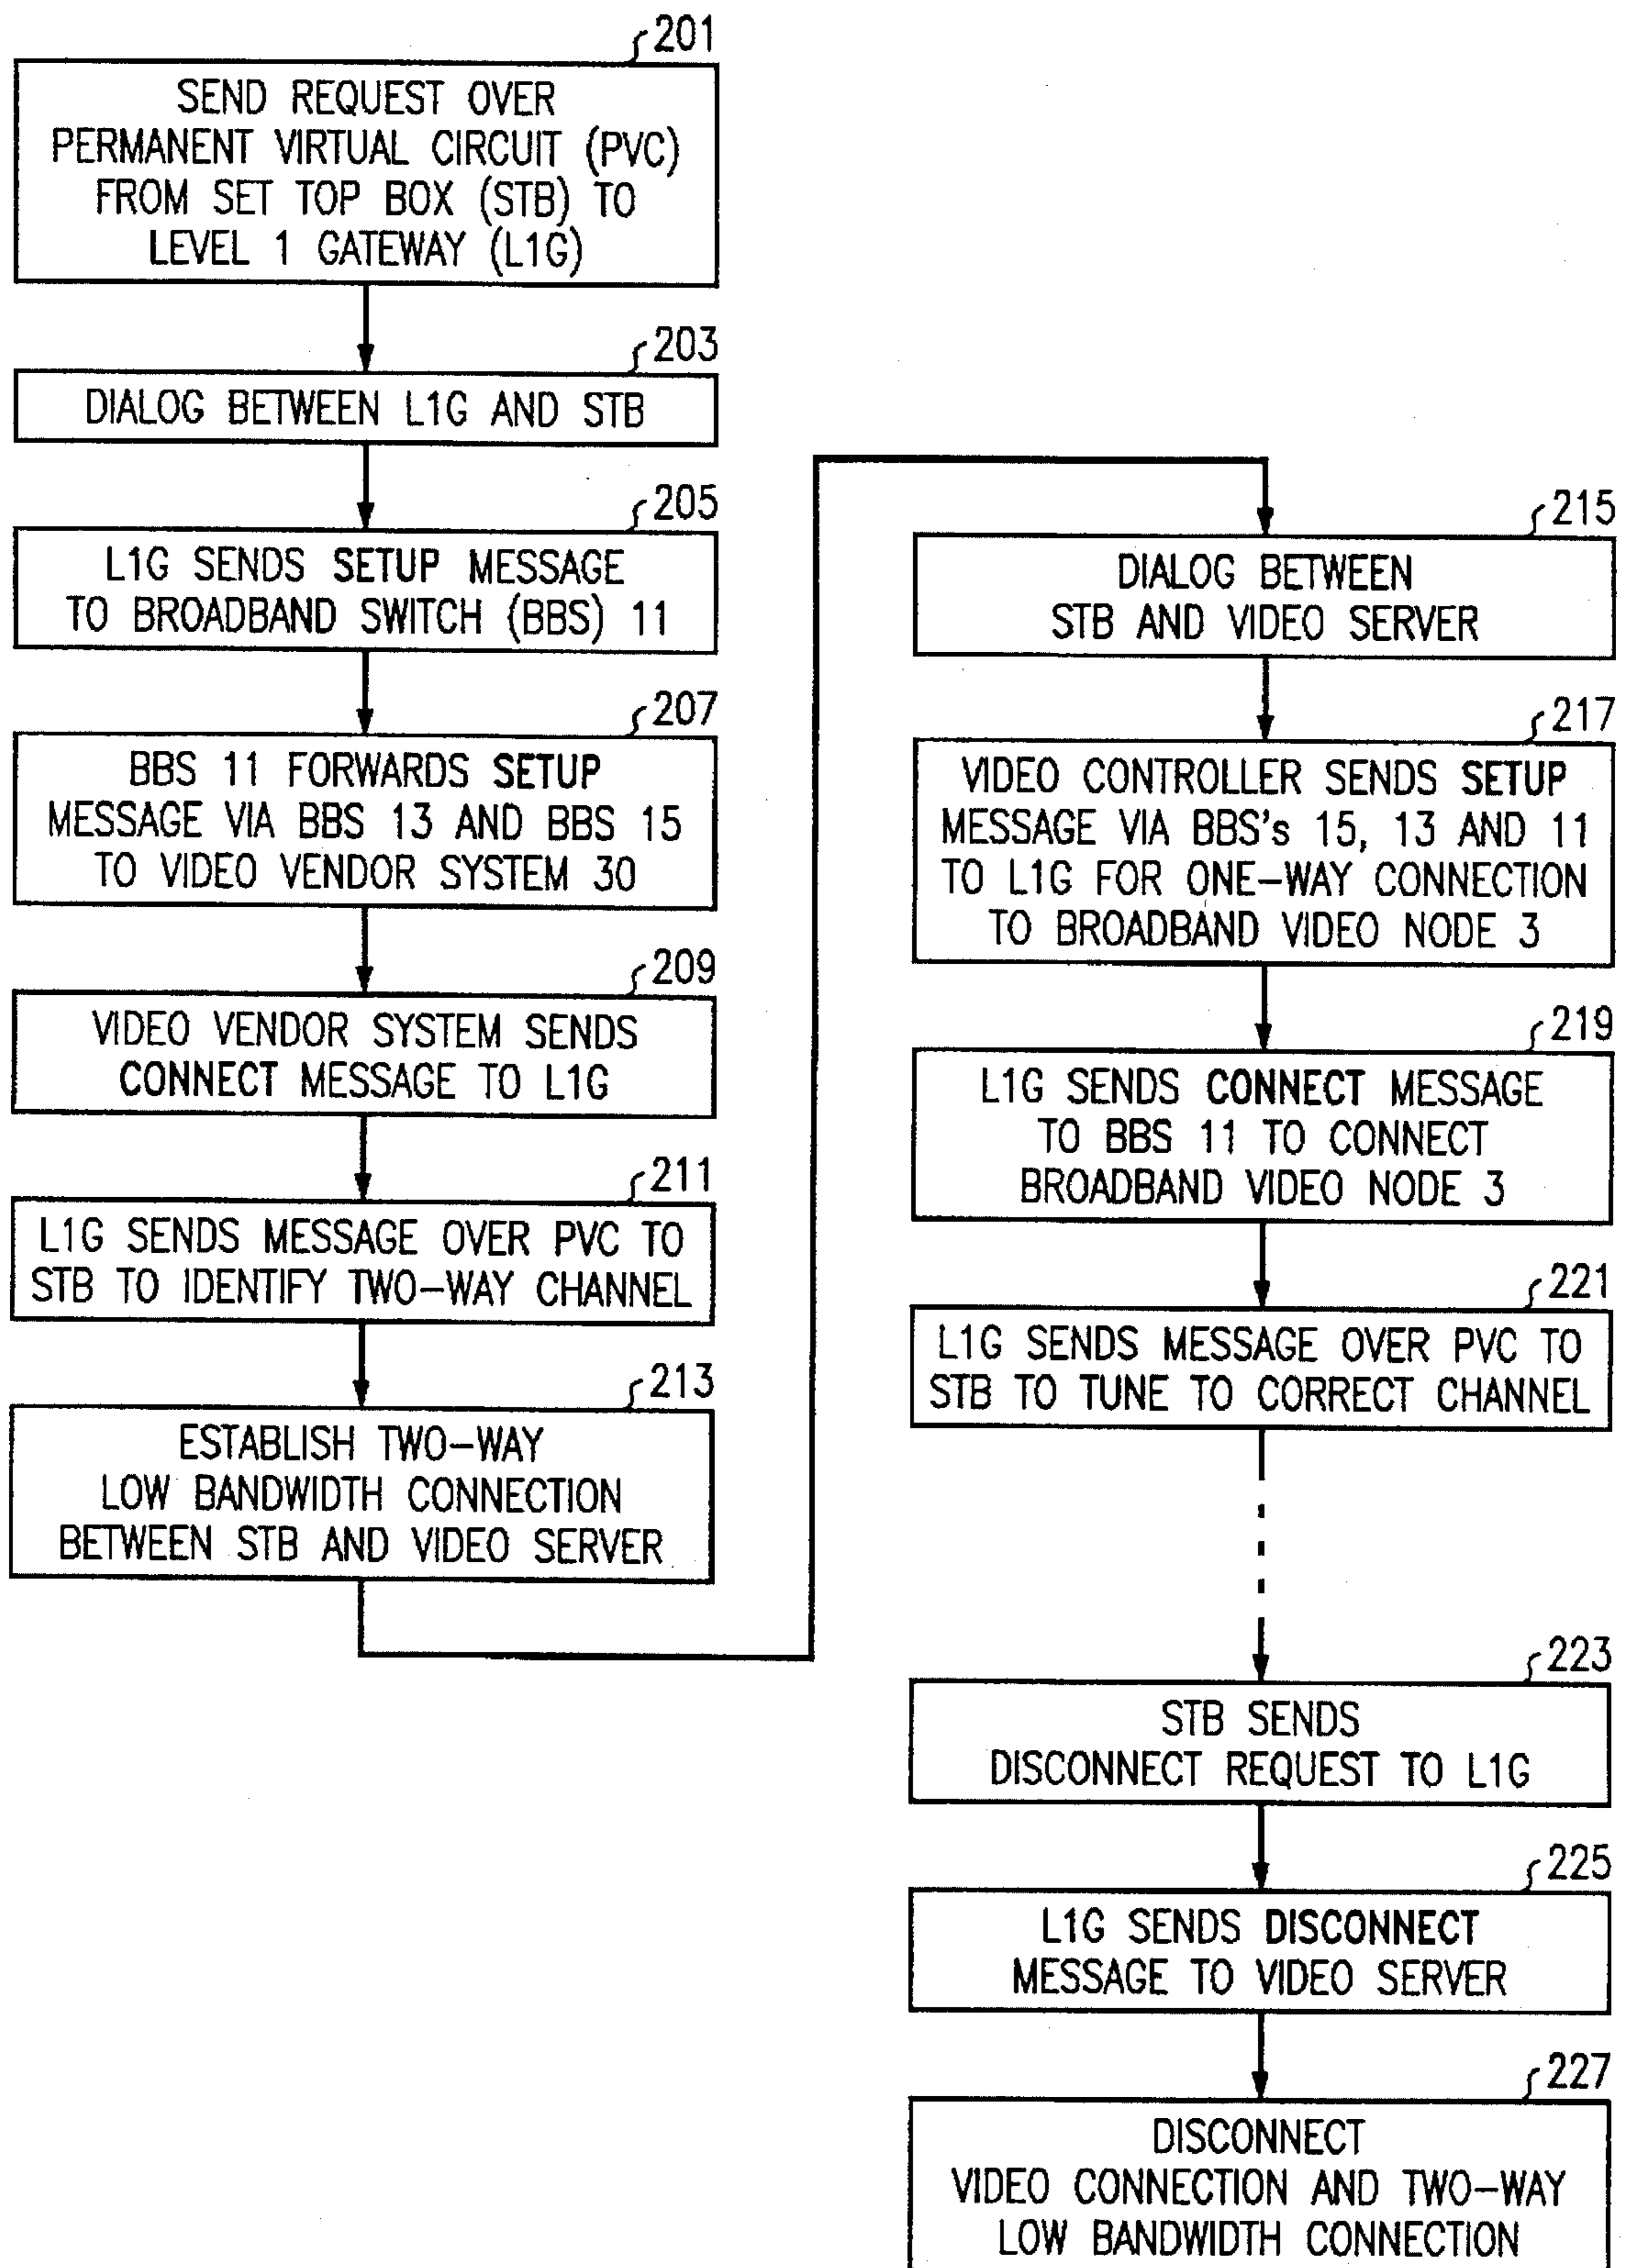 201
SEND REQUEST OVER
PERMANENT VIRTUAL CIRCUIT (PVC)
FROM SET TOP BOX (STB) TO
LEVEL 1 GATEWAY (L1G)
203
DIALOG BETWEEN L1G AND STB
205
L1G SENDS SETUP MESSAGE
TO BROADBAND SWITCH (BBS) 11
207
BBS 11 FORWARDS SETUP
MESSAGE VIA BBS 13 AND BBS 15
TO VIDEO VENDOR SYSTEM 30
209
VIDEO VENDOR SYSTEM SENDS
CONNECT MESSAGE TO L1G
211
L1G SENDS MESSAGE OVER PVC TO
STB TO IDENTIFY TWO-WAY CHANNEL
213
ESTABLISH TWO-WAY
LOW BANDWIDTH CONNECTION
BETWEEN STB AND VIDEO SERVER
215
DIALOG BETWEEN
STB AND VIDEO SERVER
217
VIDEO CONTROLLER SENDS SETUP
MESSAGE VIA BBS's 15, 13 AND 11
TO L1G FOR ONE-WAY CONNECTION
TO BROADBAND VIDEO NODE 3
219
L1G SENDS CONNECT MESSAGE
TO BBS 11 TO CONNECT
BROADBAND VIDEO NODE 3
221
L1G SENDS MESSAGE OVER PVC TO
STB TO TUNE TO CORRECT CHANNEL
223
STB SENDS
DISCONNECT REQUEST TO L1G
225
L1G SENDS DISCONNECT
MESSAGE TO VIDEO SERVER
227
DISCONNECT
VIDEO CONNECTION AND TWO-WAY
LOW BANDWIDTH CONNECTION